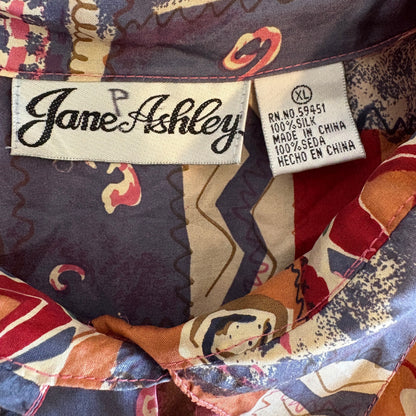 P
Jane Ashley
XL
RN.NO.59451
100%SILK
MADE IN CHINA
100%SEDA
HECHO EN CHINA